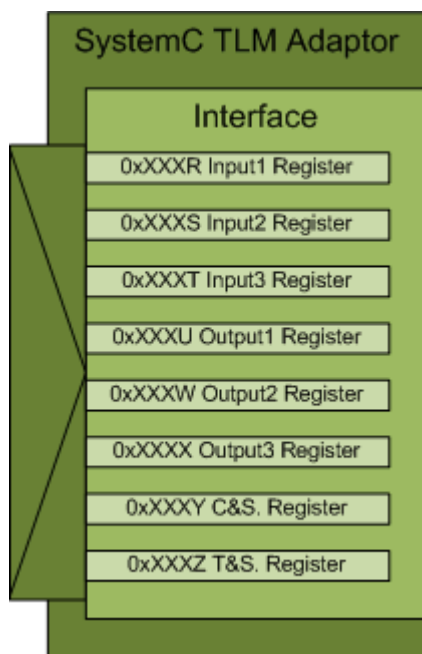 SystemC TLM Adaptor
Interface
0xXXXR Input1 Register
0xXXXS Input2 Register
0xXXXT Input3 Register
0xXXXU Output1 Register
0xXXXW Output2 Register
0xXXXX Output3 Register
0xXXXY C&S. Register
0xXXXZ T&S. Register